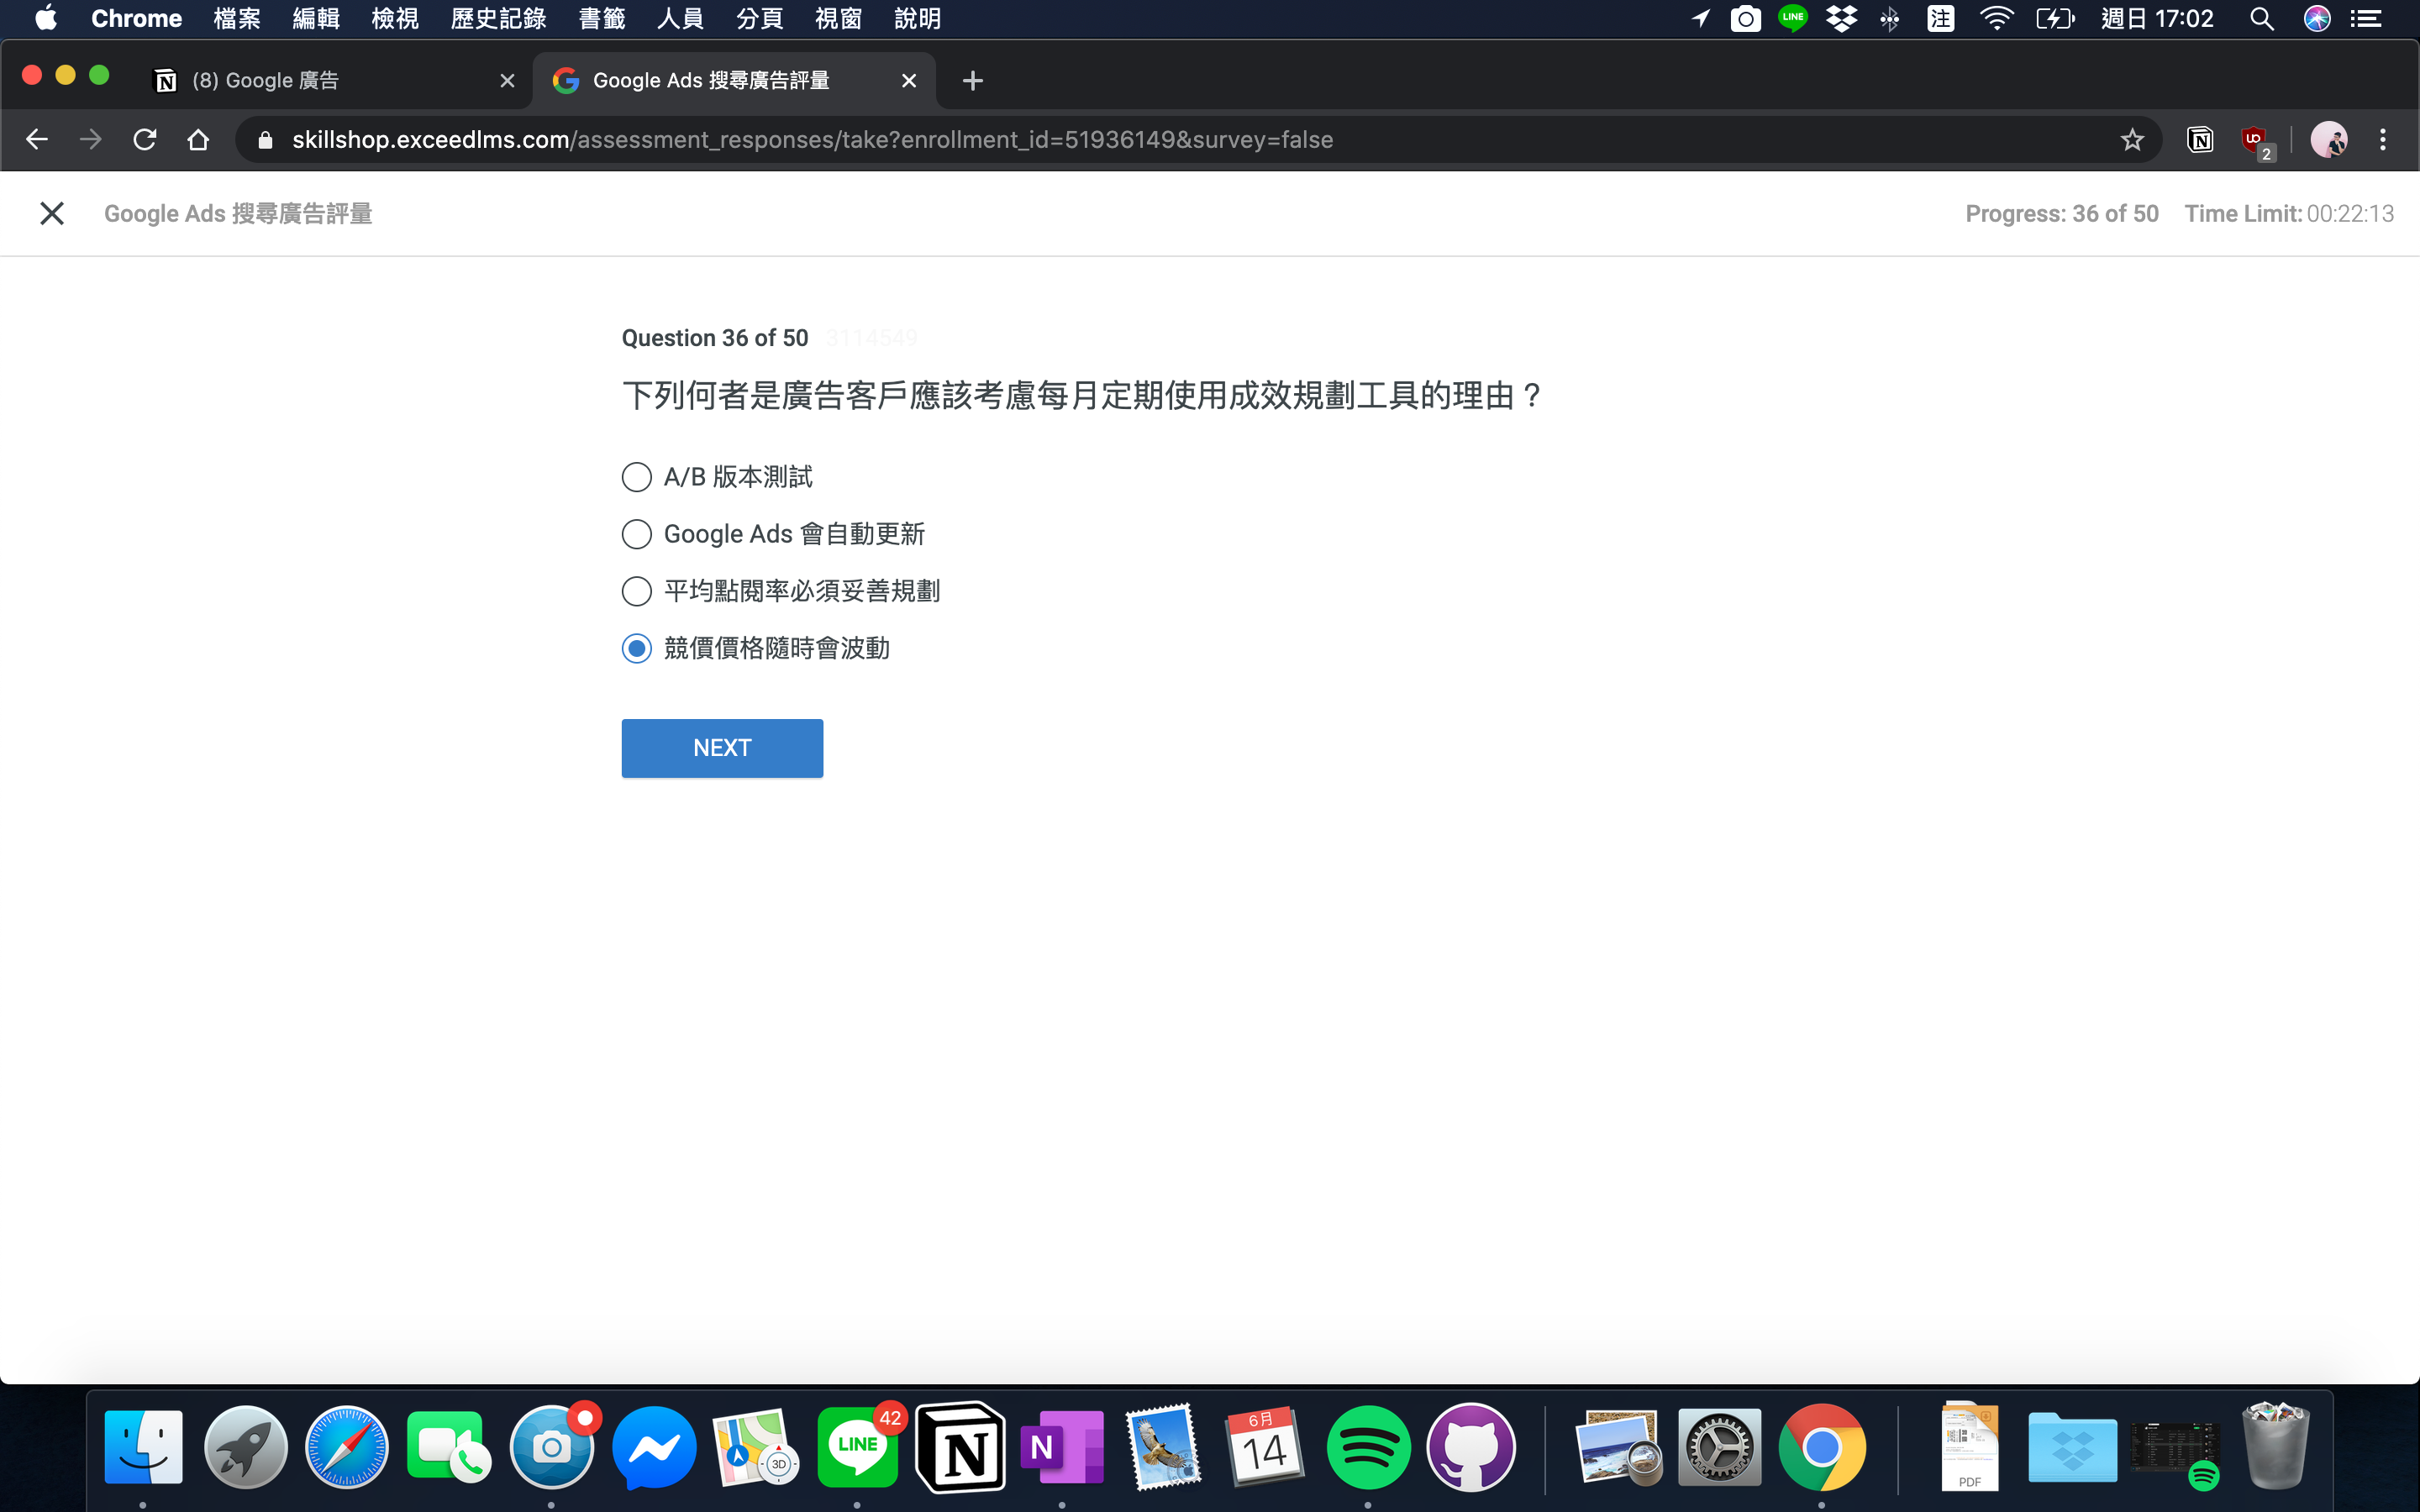 Chrome 檔案 編輯 檢視 歷史記錄 書籤 人員 分頁 視窗 說明 LINE 注 週日 17:02
(8) Google 廣告 Google Ads 搜尋廣告評量
skillshop.exceedlms.com/assessment_responses/take?enrollment_id=51936149&survey=false 2
Google Ads 搜尋廣告評量 Progress: 36 of 50 Time Limit: 00:22:13
Question 36 of 50 3114549
下列何者是廣告客戶應該考慮每月定期使用成效規劃工具的理由？
A/B 版本測試
Google Ads 會自動更新
平均點閱率必須妥善規劃
競價價格隨時會波動
NEXT
3D LINE 42 N N 6月 14 PDF